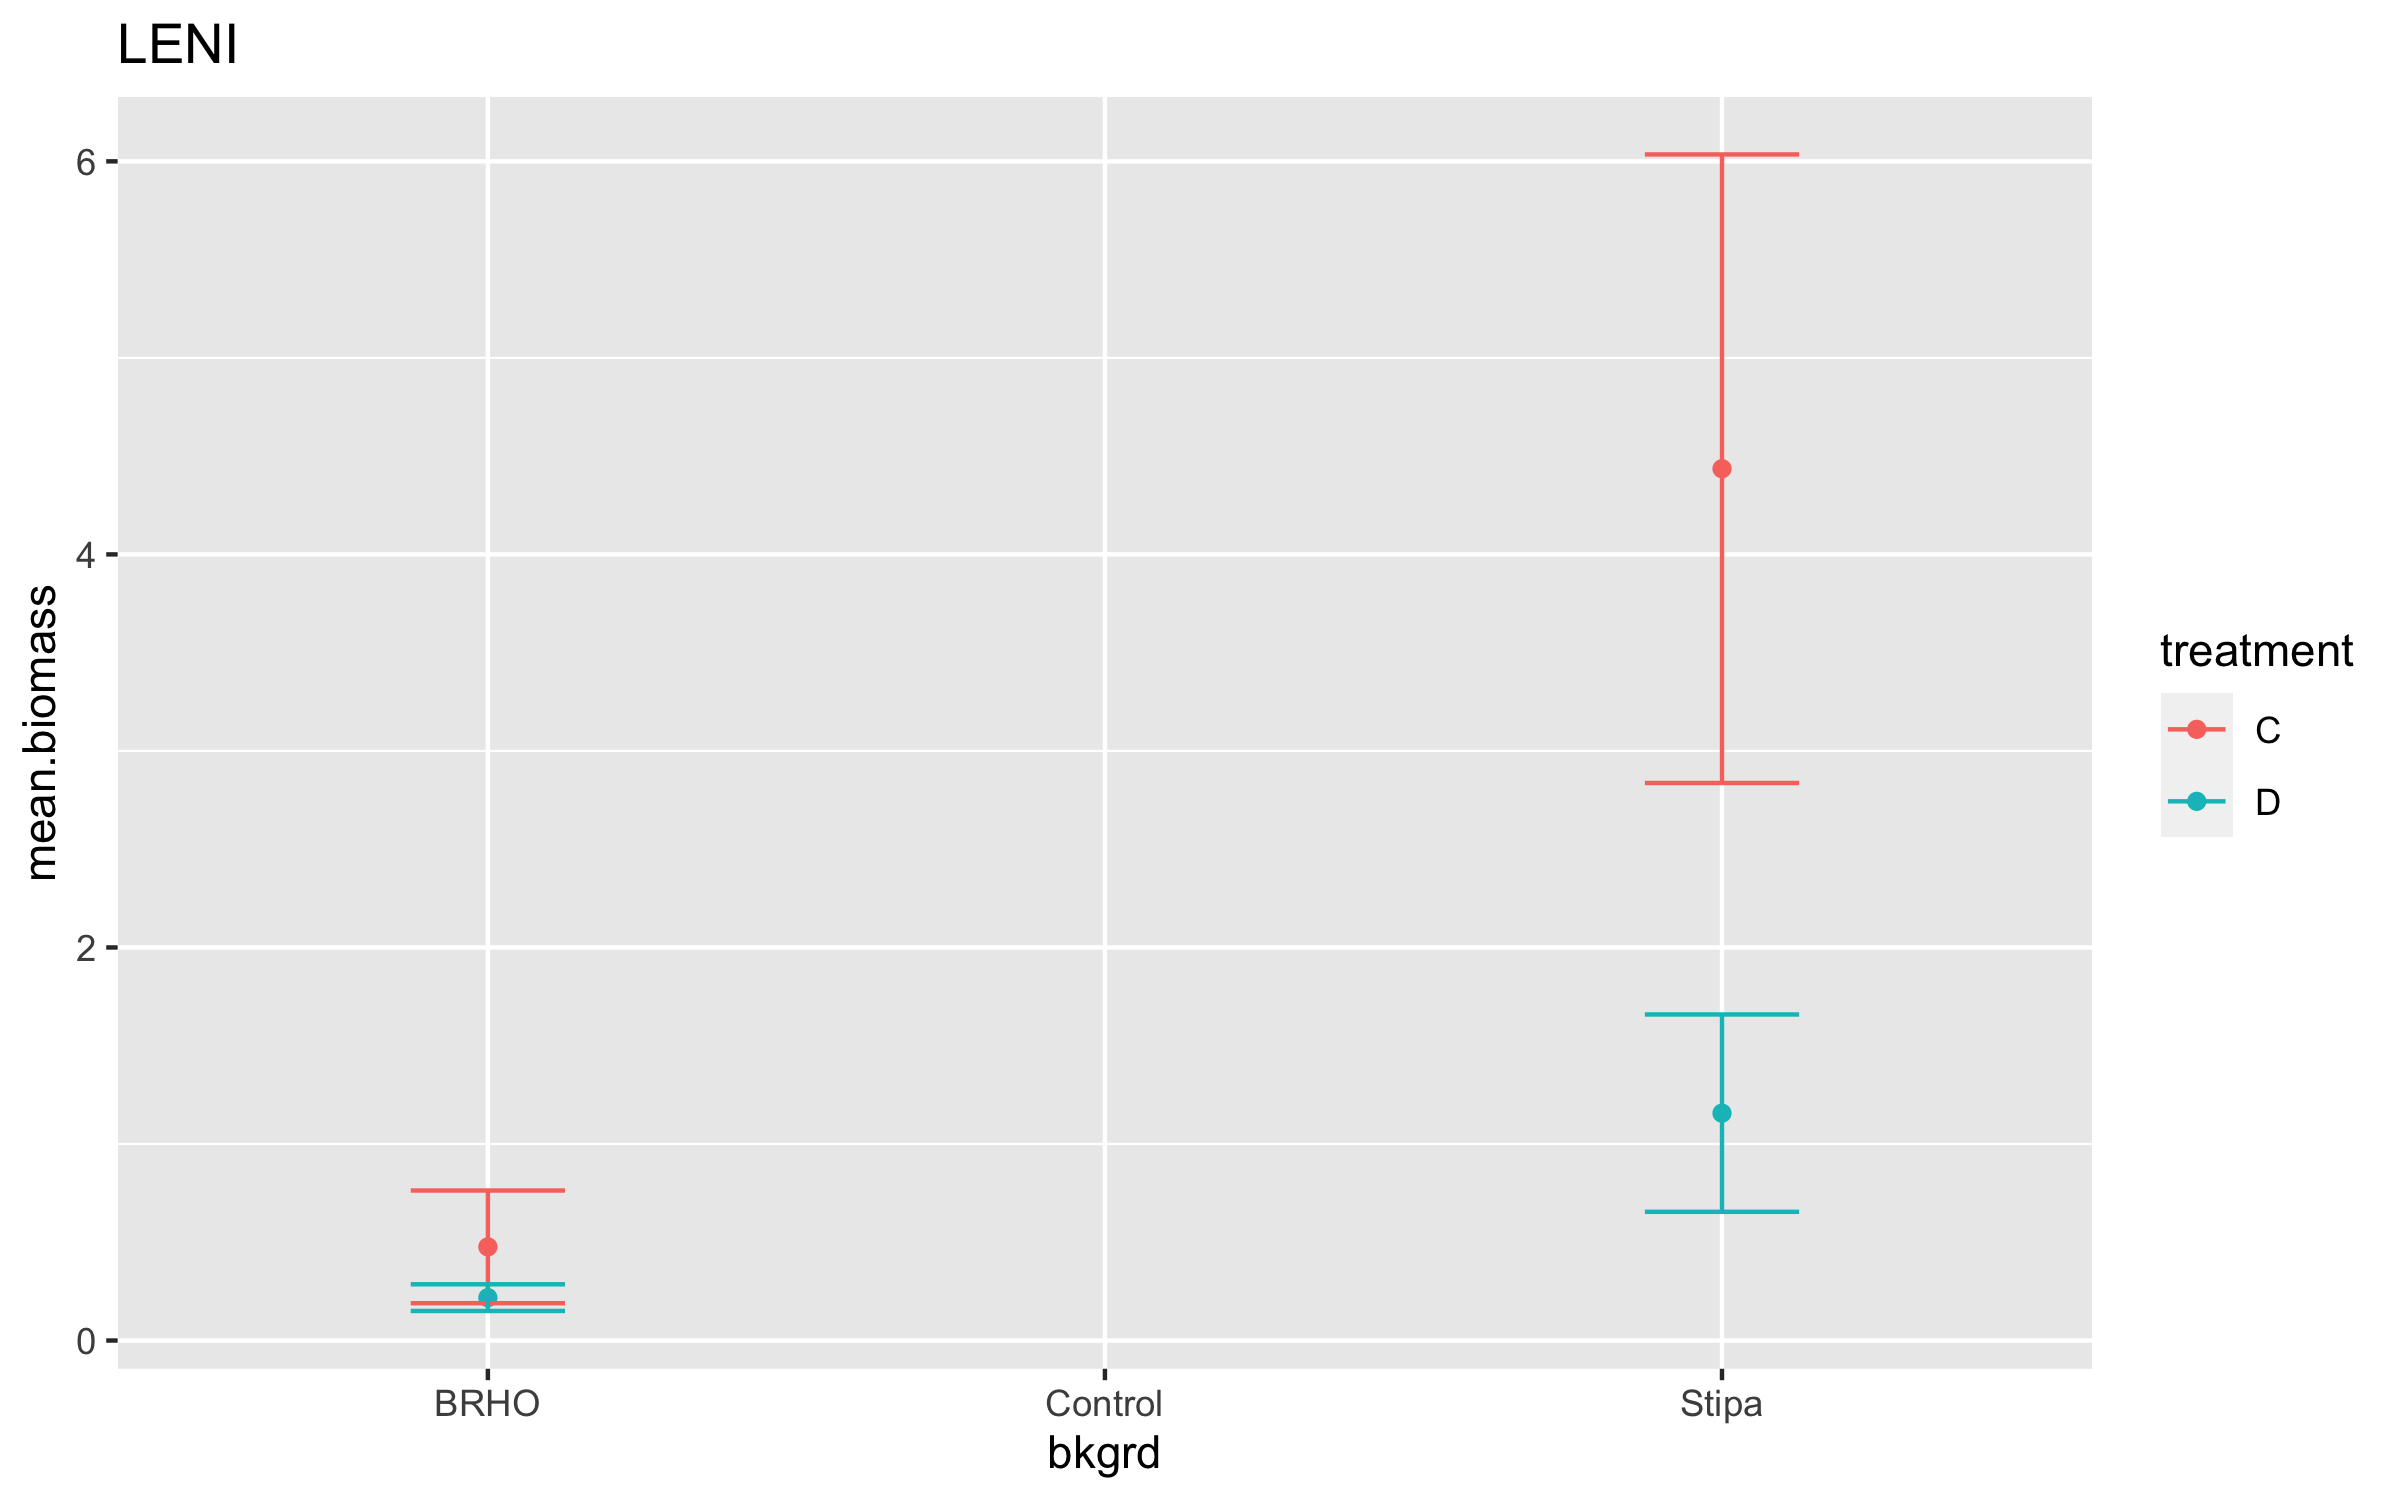 LENI
6
4
2
0
mean.biomass
BRHO Control Stipa
bkgrd
treatment
C
D